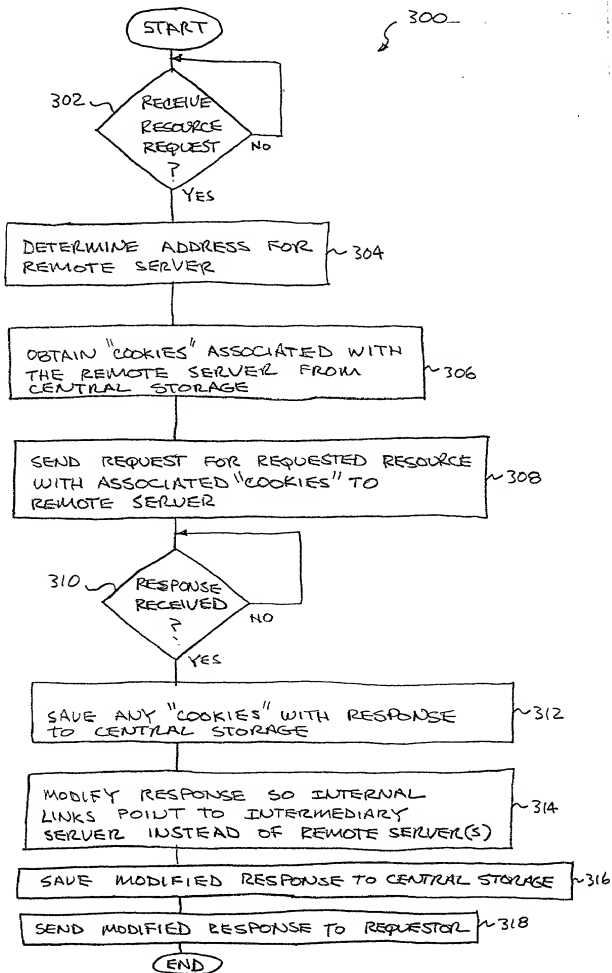 START
300
302
RECEIVE
RESOURCE
REQUEST
?
NO
YES
DETERMINE ADDRESS FOR
REMOTE SERVER
304
OBTAIN "COOKIES" ASSOCIATED WITH
THE REMOTE SERVER FROM
CENTRAL STORAGE
306
SEND REQUEST FOR REQUESTED RESOURCE
WITH ASSOCIATED "COOKIES" TO
REMOTE SERVER
308
310
RESPONSE
RECEIVED
?
NO
YES
SAVE ANY "COOKIES" WITH RESPONSE
TO CENTRAL STORAGE
312
MODIFY RESPONSE SO INTERNAL
LINKS POINT TO INTERMEDIARY
SERVER INSTEAD OF REMOTE SERVER(S)
314
SAVE MODIFIED RESPONSE TO CENTRAL STORAGE
316
SEND MODIFIED RESPONSE TO REQUESTOR
318
END